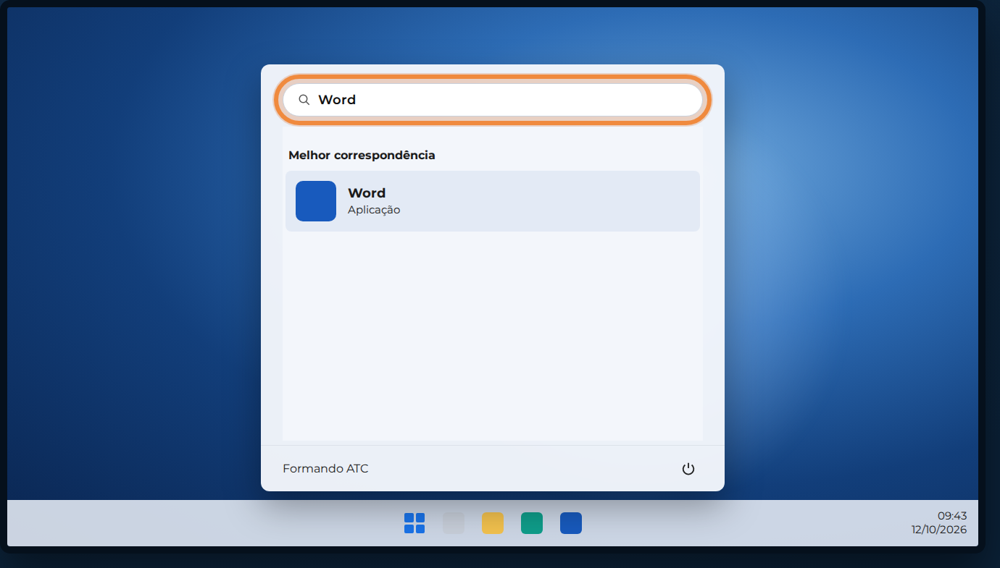 Word
Melhor correspondência
Word
Aplicação
Formando ATC
09:43
12/10/2026